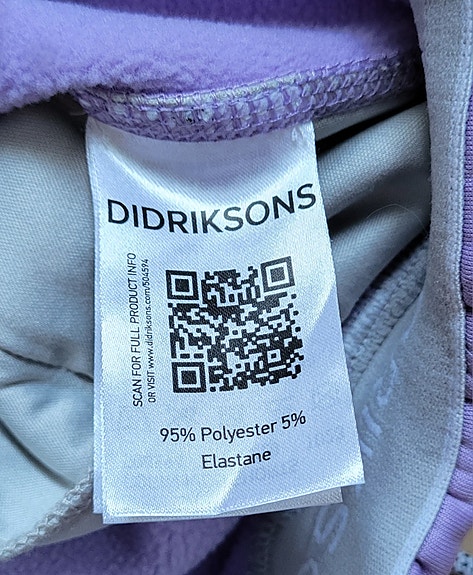 DIDRIKSONS
SCAN FOR FULL PRODUCT INFO
OR VISIT www.didriksons.com/504594
95% Polyester 5%
Elastane